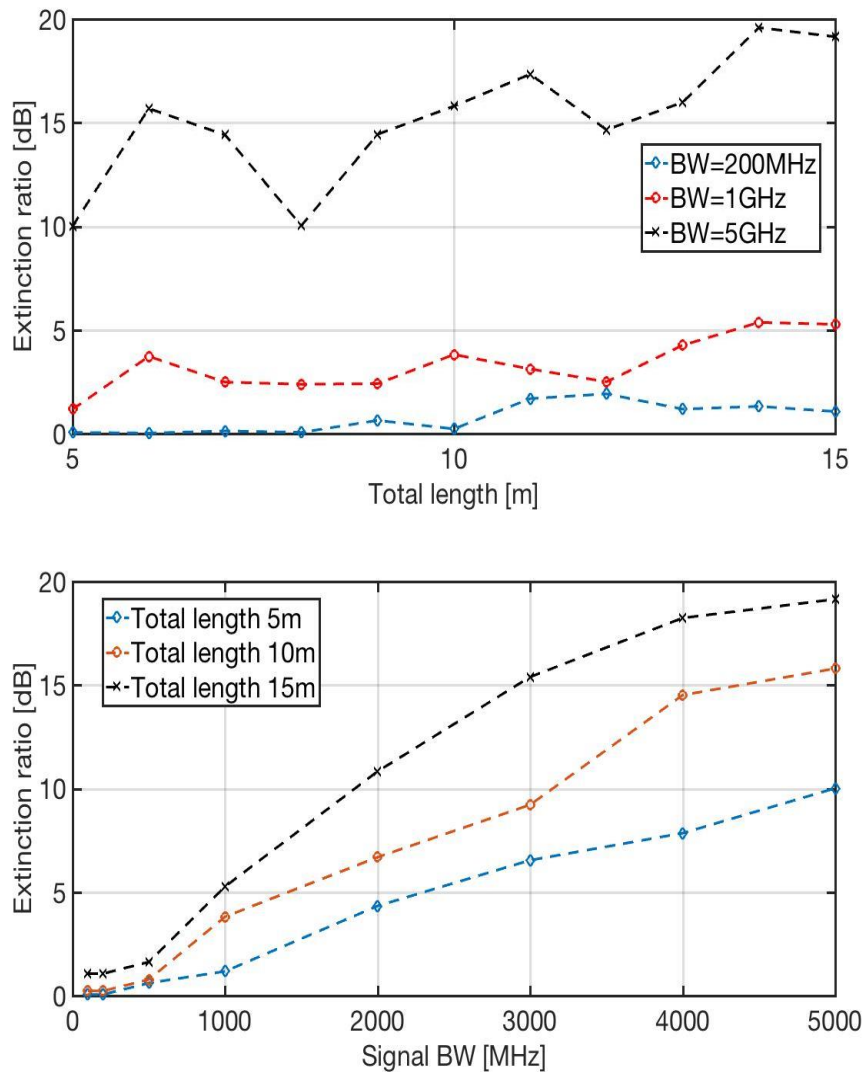 20
15
10
5
0
Extinction ratio [dB]
BW=200MHz
BW=1GHz
BW=5GHz
5
10
15
Total length [m]
20
15
10
5
0
Extinction ratio [dB]
Total length 5m
Total length 10m
Total length 15m
0
1000
2000
3000
4000
5000
Signal BW [MHz]